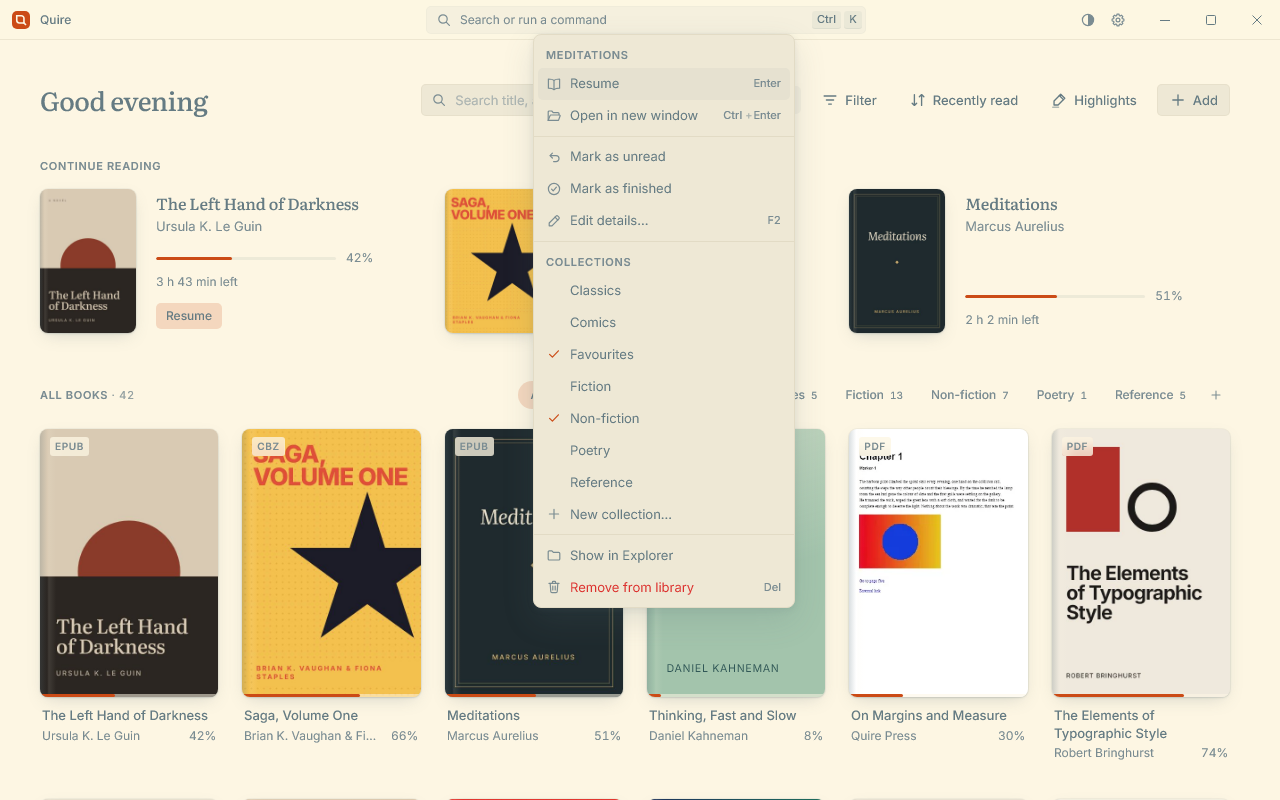 Quire
Search or run a command
Ctrl K
Good evening
Search title,
Filter
Recently read
Highlights
Add
CONTINUE READING
The Left Hand
of Darkness
URSULA K. LE GUIN
The Left Hand of Darkness
Ursula K. Le Guin
42%
3 h 43 min left
Resume
SAGA,
VOLUME ONE
BRIAN K. VAUGHAN & FIONA
STAPLES
Meditations
MARCUS AURELIUS
Meditations
Marcus Aurelius
51%
2 h 2 min left
MEDITATIONS
Resume Enter
Open in new window Ctrl + Enter
Mark as unread
Mark as finished
Edit details... F2
COLLECTIONS
Classics
Comics
Favourites
Fiction
Non-fiction
Poetry
Reference
New collection...
Show in Explorer
Remove from library Del
ALL BOOKS · 42
5
Fiction 13
Non-fiction 7
Poetry 1
Reference 5
EPUB
The Left Hand
of Darkness
URSULA K. LE GUIN
The Left Hand of Darkness
Ursula K. Le Guin 42%
CBZ
SAGA,
VOLUME ONE
BRIAN K. VAUGHAN & FIONA
STAPLES
Saga, Volume One
Brian K. Vaughan & Fi... 66%
EPUB
MARCUS AURELIUS
Meditations
Marcus Aurelius 51%
DANIEL KAHNEMAN
Thinking, Fast and Slow
Daniel Kahneman 8%
PDF
Chapter 1
On Margins and Measure
Quire Press 30%
PDF
The Elements
of Typographic
Style
ROBERT BRINGHURST
The Elements of
Typographic Style
Robert Bringhurst 74%